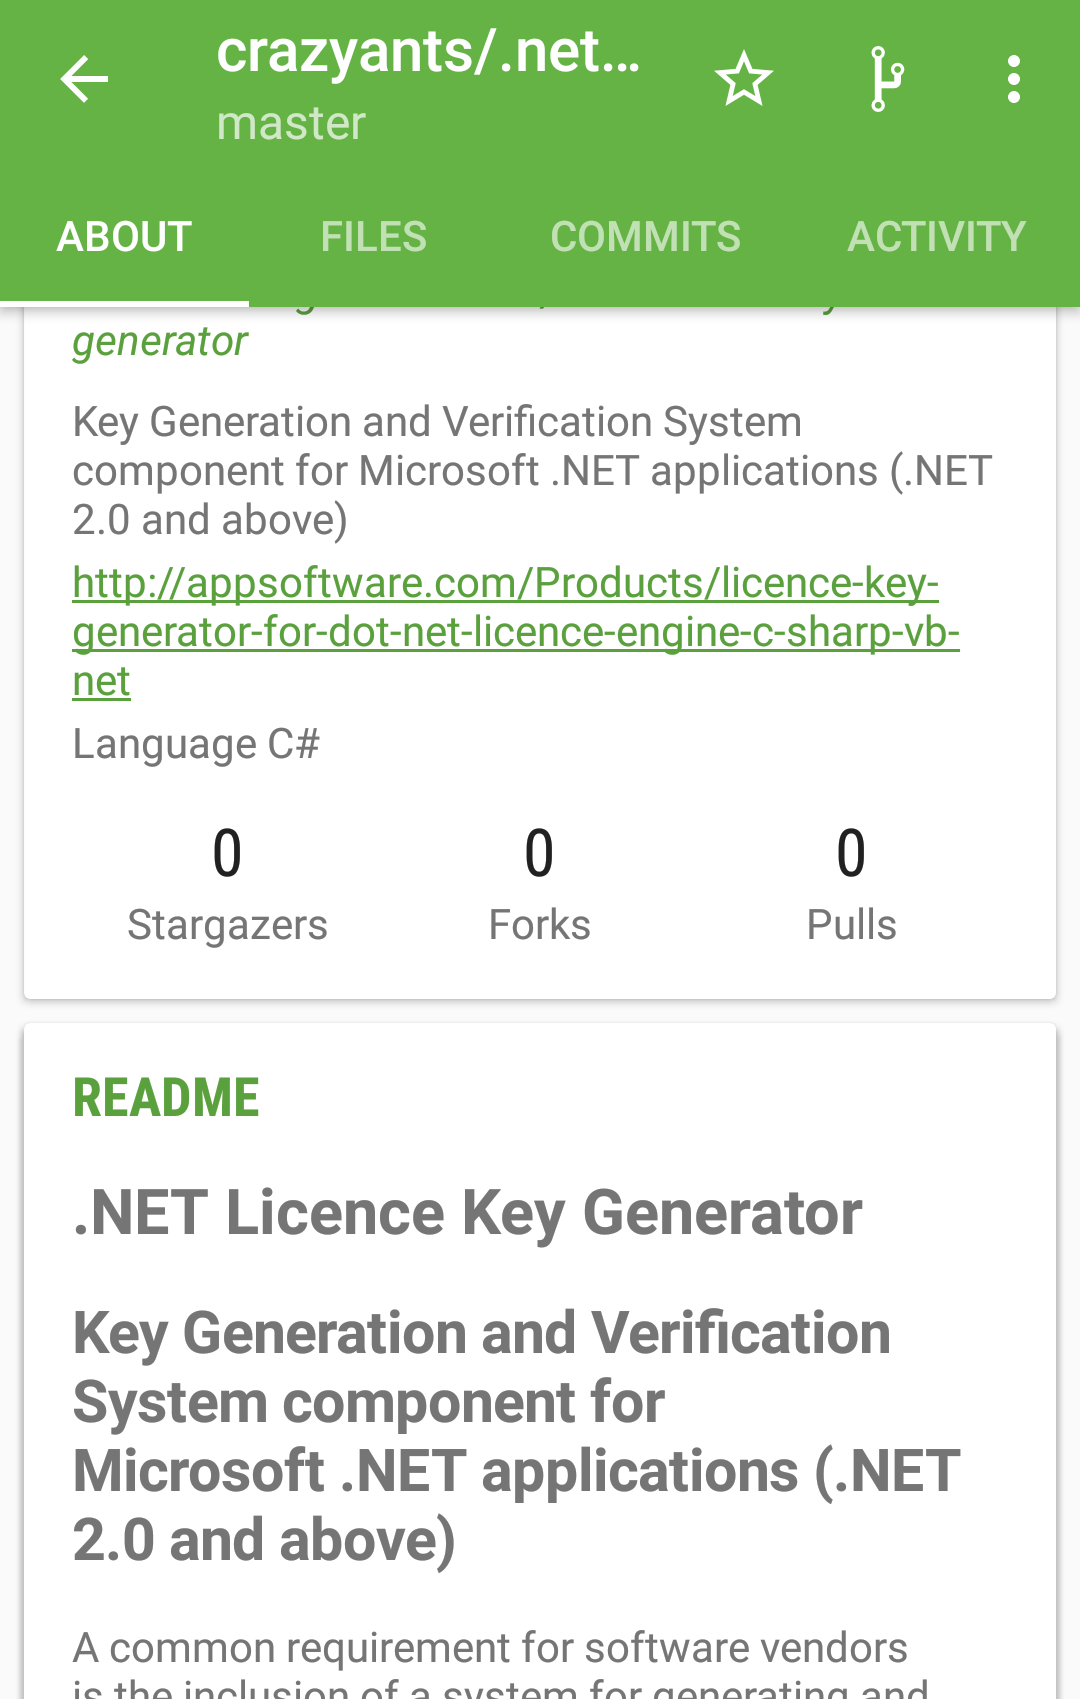 crazyants/.net...
master
ABOUT FILES COMMITS ACTIVITY
generator
Key Generation and Verification System
component for Microsoft .NET applications (.NET
2.0 and above)
http://appsoftware.com/Products/licence-key-
generator-for-dot-net-licence-engine-c-sharp-vb-
net
Language C#
0 0 0
Stargazers Forks Pulls
README
.NET Licence Key Generator
Key Generation and Verification
System component for
Microsoft .NET applications (.NET
2.0 and above)
A common requirement for software vendors
is the inclusion of a system for generating and